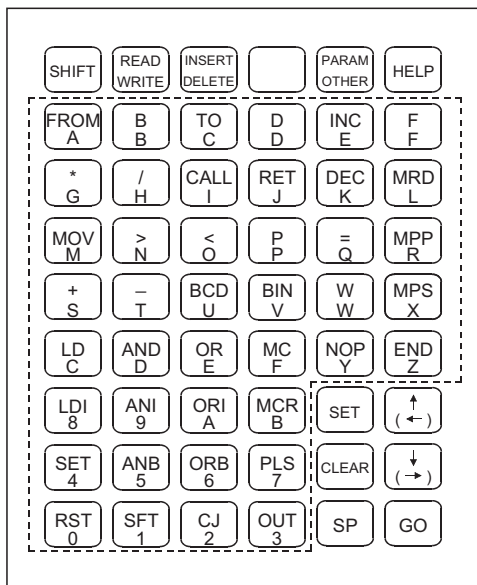 SHIFT READ WRITE INSERT DELETE PARAM OTHER HELP
FROM B TO D INC F
A B C D E F
* / CALL RET DEC MRD
G H I J K L
MOV > < P = MPP
M N O P Q R
+ – BCD BIN W MPS
S T U V W X
LD AND OR MC NOP END
C D E F Y Z
LDI ANI ORI MCR SET ↑
8 9 A B (←)
SET ANB ORB PLS CLEAR ↓
4 5 6 7 (→)
RST SFT CJ OUT SP GO
0 1 2 3